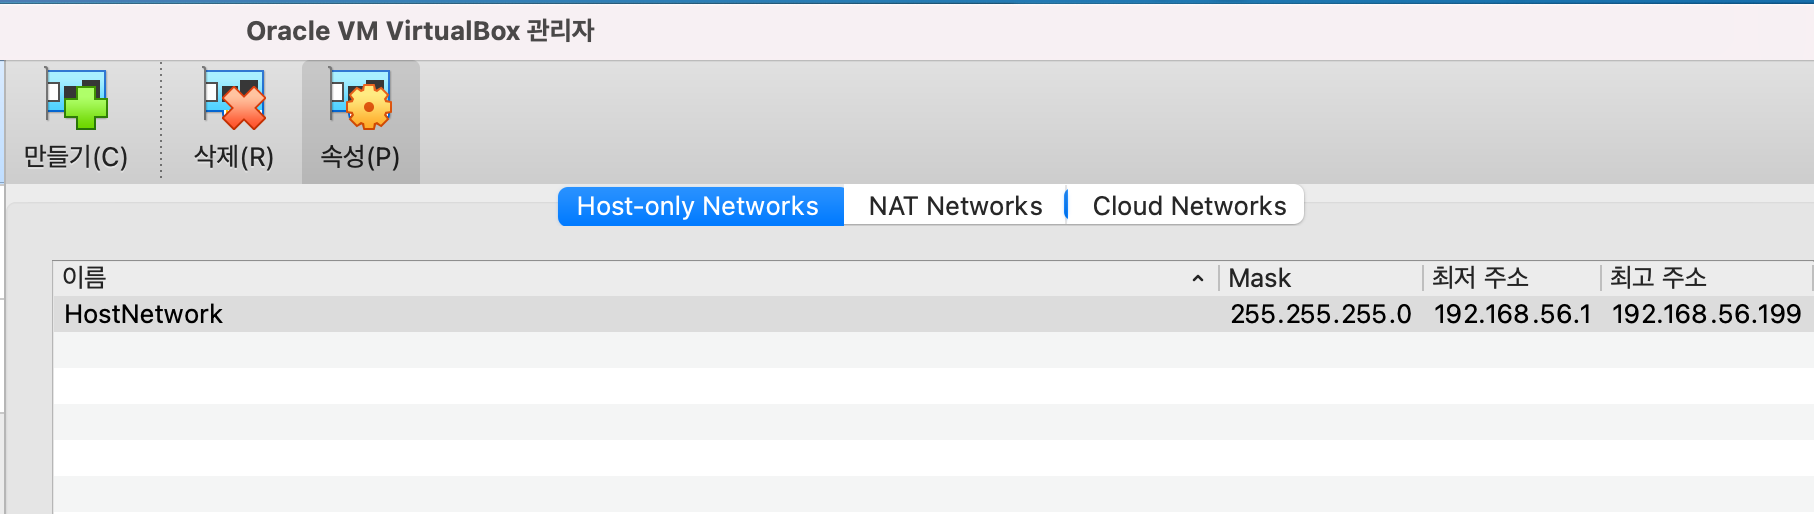 Oracle VM VirtualBox 관리자
만들기(C) 삭제(R) 속성(P)
Host-only Networks NAT Networks Cloud Networks
이름 Mask 최저 주소 최고 주소
HostNetwork 255.255.255.0 192.168.56.1 192.168.56.199